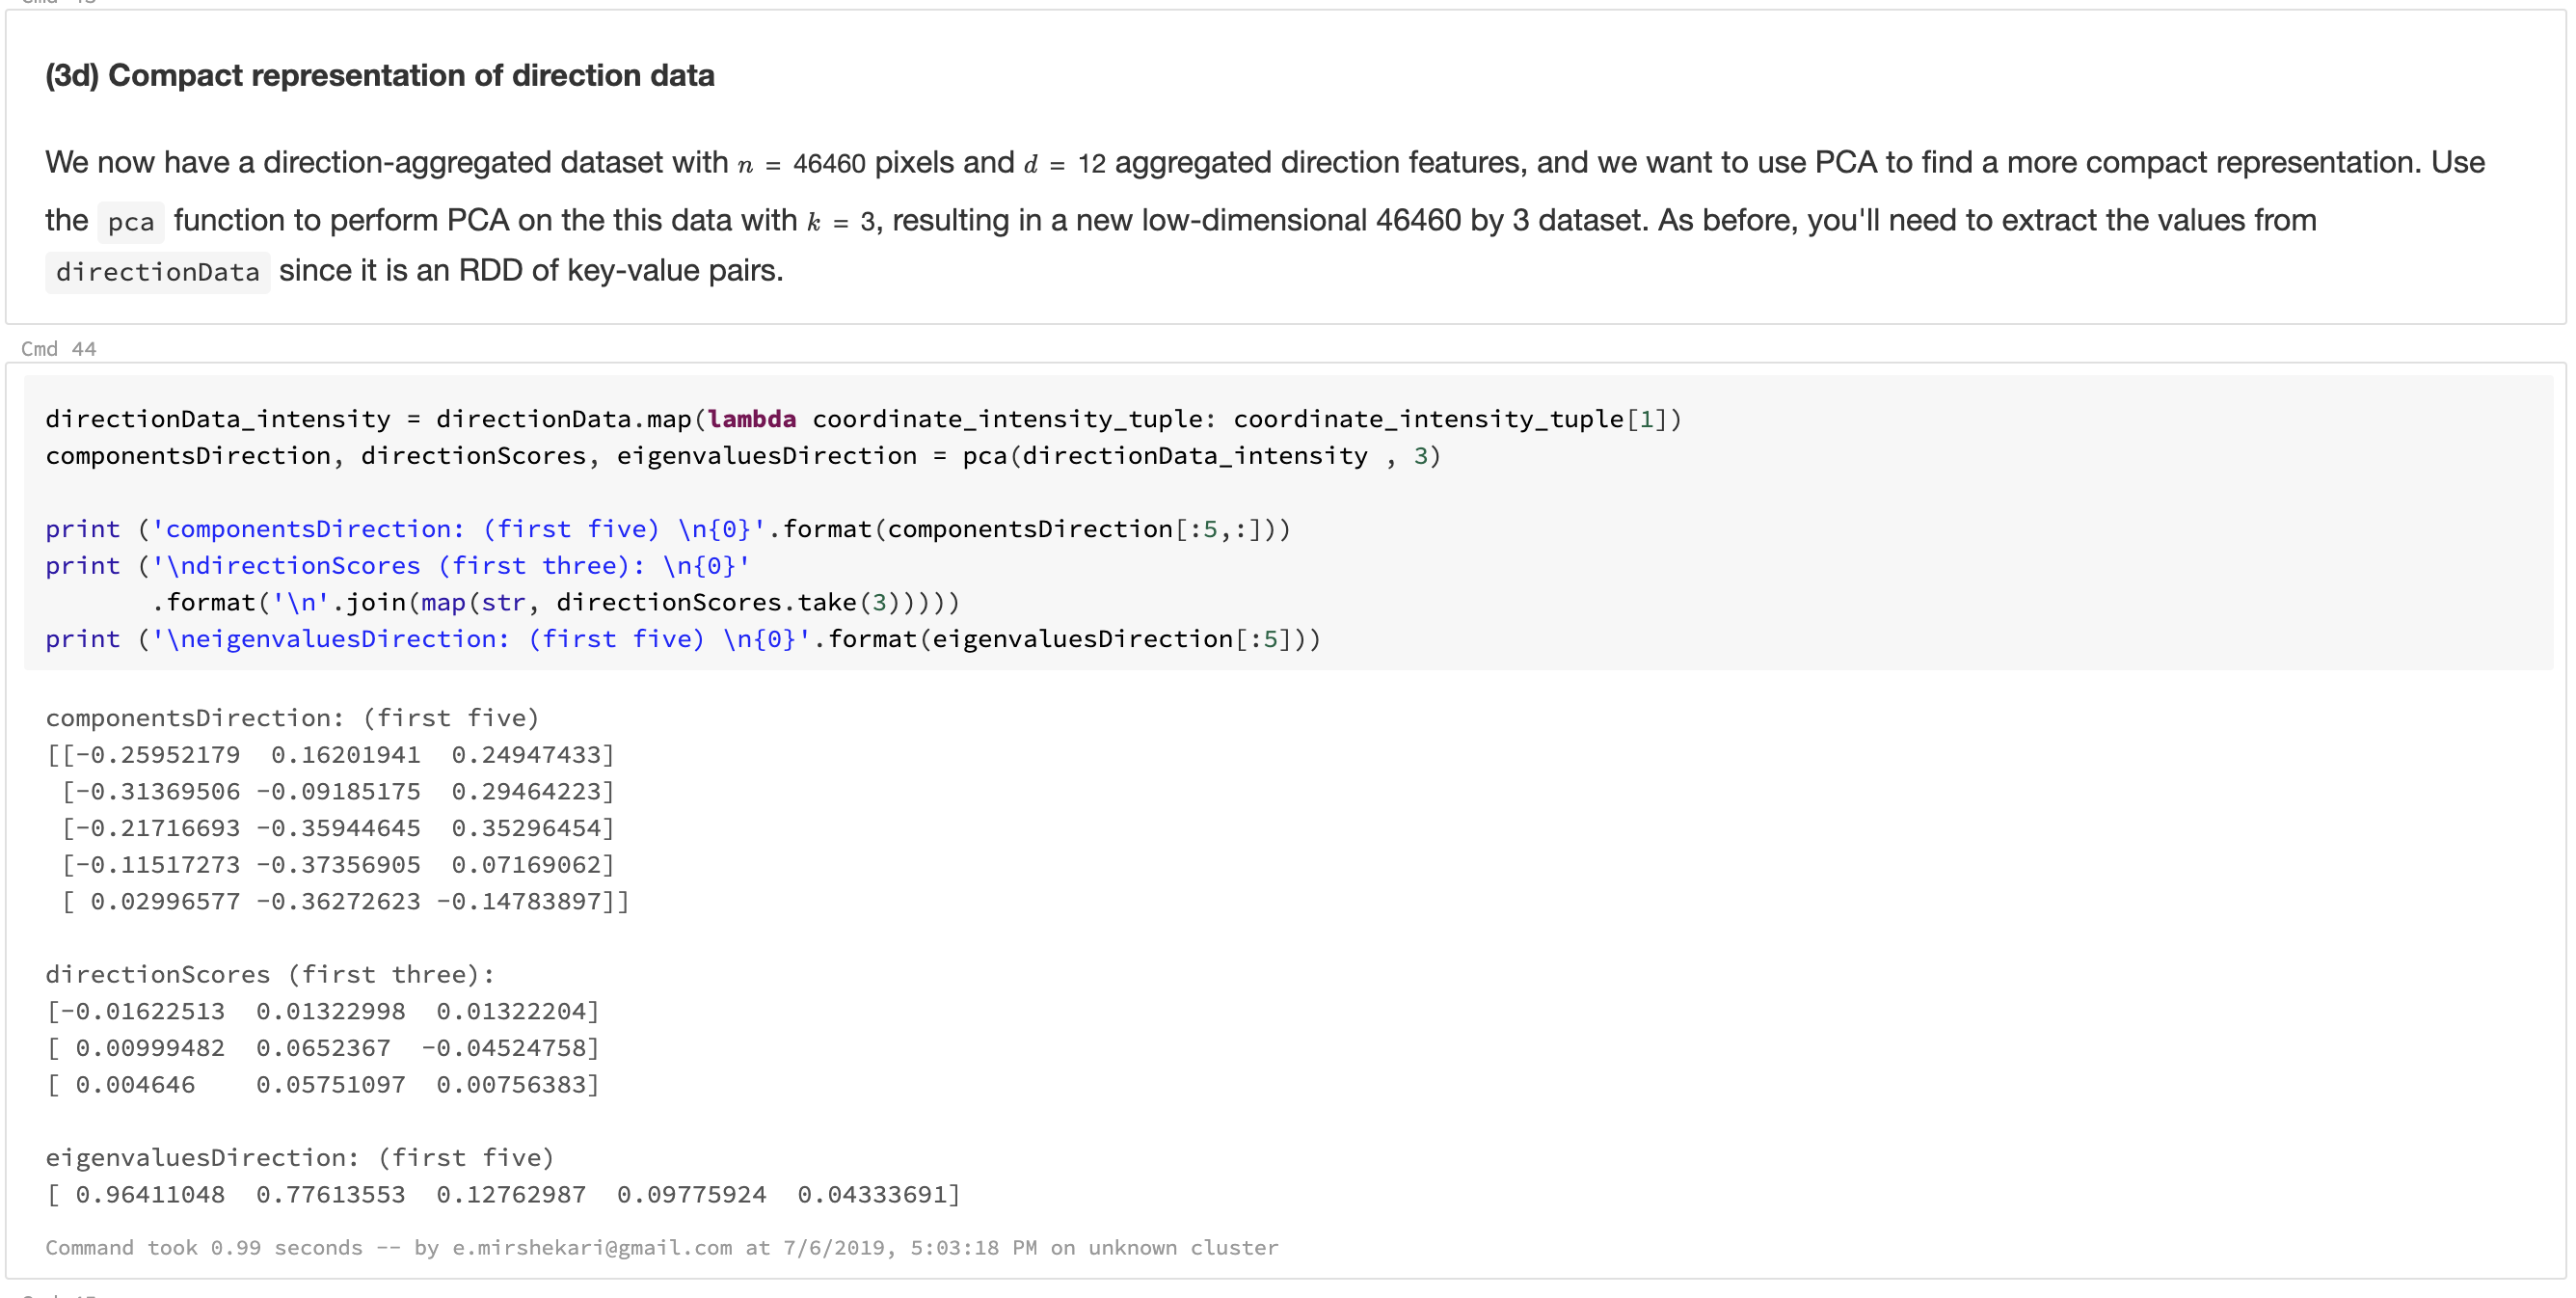 (3d) Compact representation of direction data
We now have a direction-aggregated dataset with n = 46460 pixels and d = 12 aggregated direction features, and we want to use PCA to find a more compact representation. Use
the pca function to perform PCA on the this data with k = 3, resulting in a new low-dimensional 46460 by 3 dataset. As before, you'll need to extract the values from
directionData since it is an RDD of key-value pairs.
Cmd 44
directionData_intensity = directionData.map(lambda coordinate_intensity_tuple: coordinate_intensity_tuple[1])
componentsDirection, directionScores, eigenvaluesDirection = pca(directionData_intensity , 3)
print ('componentsDirection: (first five) \n{0}'.format(componentsDirection[:5,:]))
print ('\ndirectionScores (first three): \n{0}'
       .format('\n'.join(map(str, directionScores.take(3)))))
print ('\neigenvaluesDirection: (first five) \n{0}'.format(eigenvaluesDirection[:5]))
componentsDirection: (first five)
[[-0.25952179  0.16201941  0.24947433]
 [-0.31369506 -0.09185175  0.29464223]
 [-0.21716693 -0.35944645  0.35296454]
 [-0.11517273 -0.37356905  0.07169062]
 [ 0.02996577 -0.36272623 -0.14783897]]
directionScores (first three):
[-0.01622513  0.01322998  0.01322204]
[ 0.00999482  0.0652367  -0.04524758]
[ 0.004646    0.05751097  0.00756383]
eigenvaluesDirection: (first five)
[ 0.96411048  0.77613553  0.12762987  0.09775924  0.04333691]
Command took 0.99 seconds -- by e.mirshekari@gmail.com at 7/6/2019, 5:03:18 PM on unknown cluster